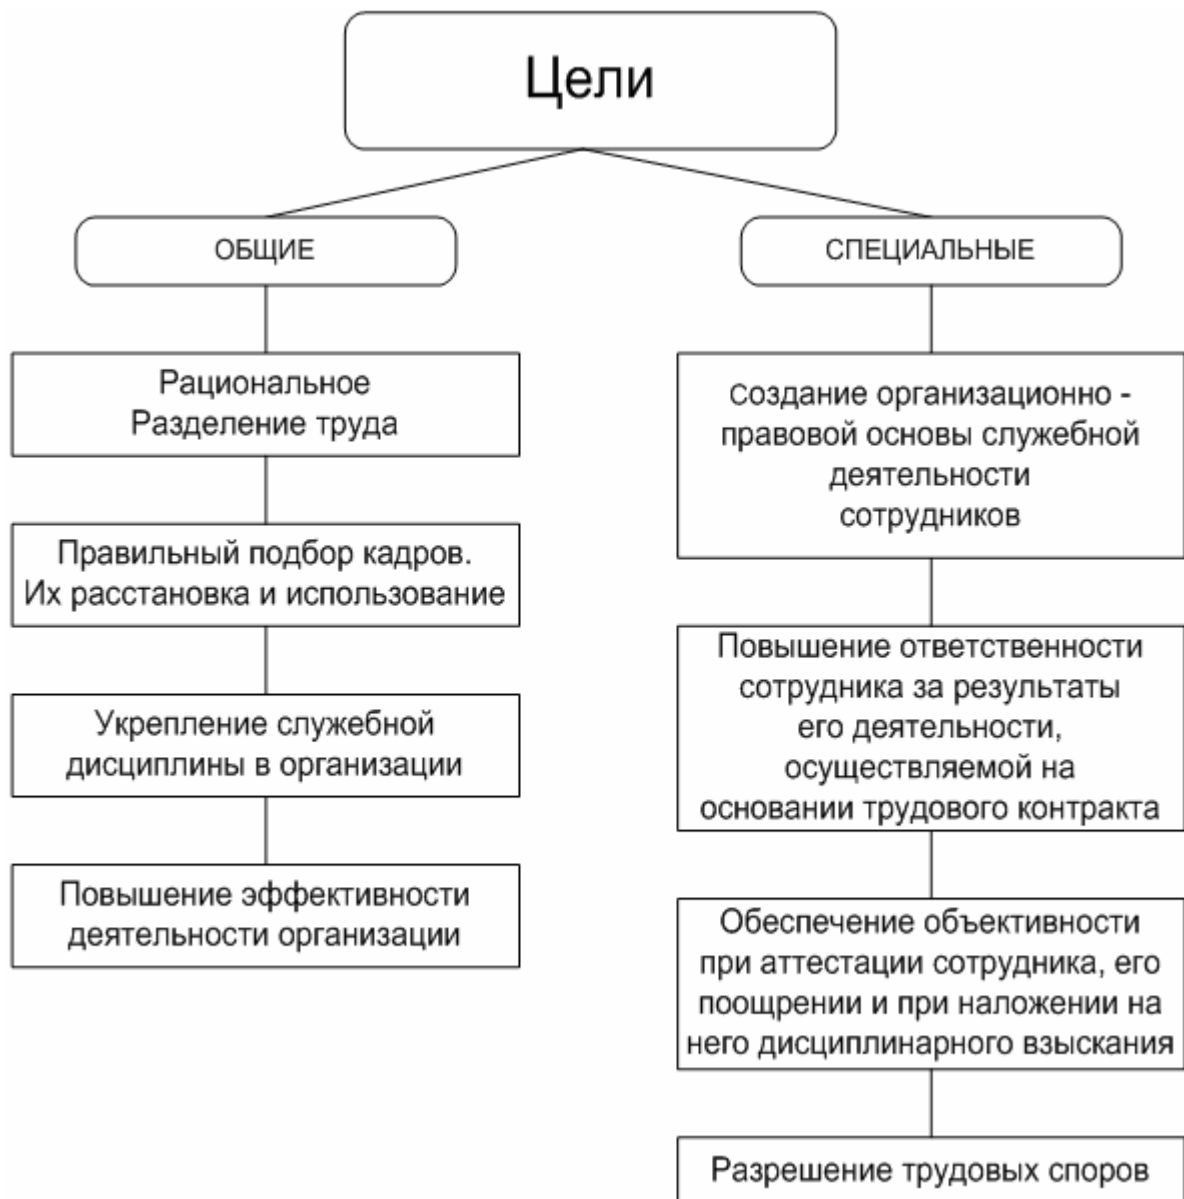 Цели
ОБЩИЕ
Рациональное
Разделение труда
Правильный подбор кадров.
Их расстановка и использование
Укрепление служебной
дисциплины в организации
Повышение эффективности
деятельности организации
СПЕЦИАЛЬНЫЕ
Создание организационно -
правовой основы служебной
деятельности
сотрудников
Повышение ответственности
сотрудника за результаты
его деятельности,
осуществляемой на
основании трудового контракта
Обеспечение объективности
при аттестации сотрудника, его
поощрении и при наложении на
него дисциплинарного взыскания
Разрешение трудовых споров